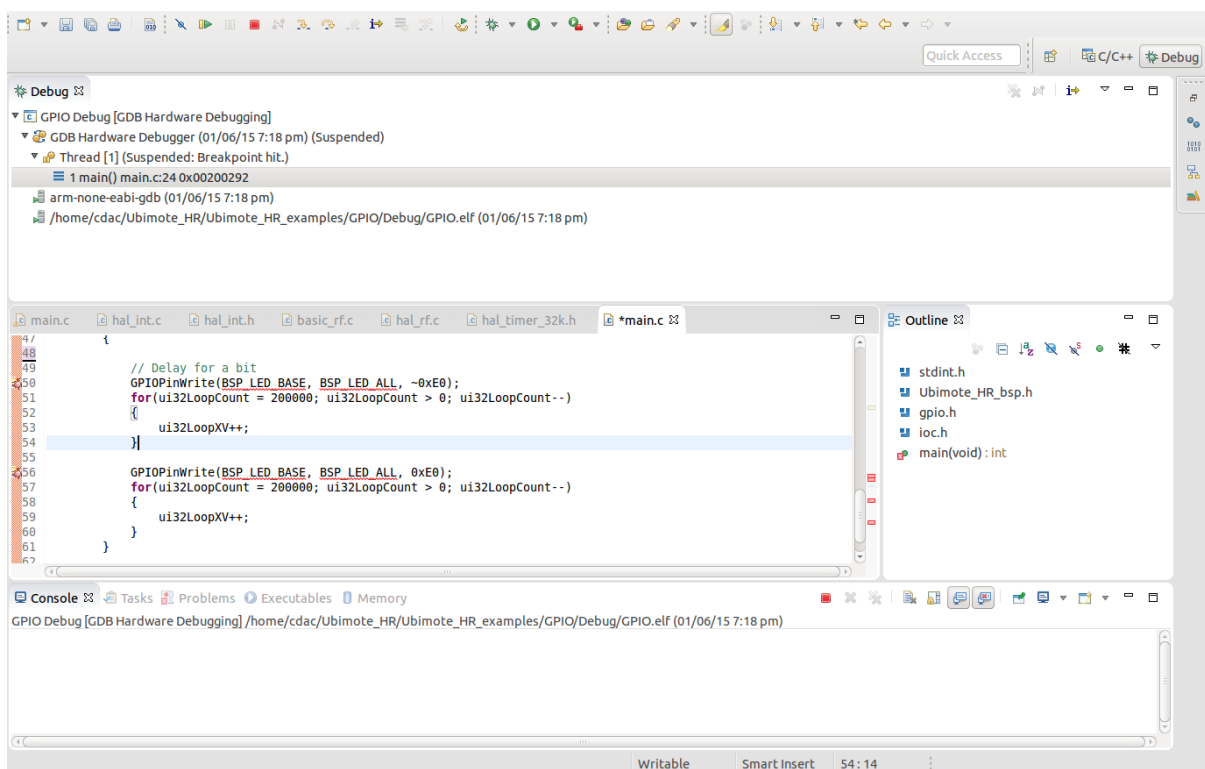 Quick Access C/C++ Debug
Debug
GPIO Debug [GDB Hardware Debugging]
GDB Hardware Debugger (01/06/15 7:18 pm) (Suspended)
Thread [1] (Suspended: Breakpoint hit.)
1 main() main.c:24 0x00200292
arm-none-eabi-gdb (01/06/15 7:18 pm)
/home/cdac/Ubimote_HR/Ubimote_HR_examples/GPIO/Debug/GPIO.elf (01/06/15 7:18 pm)
main.c hal_int.c hal_int.h basic_rf.c hal_rf.c hal_timer_32k.h *main.c
47 {
48
49 // Delay for a bit
50 GPIOPinWrite(BSP_LED_BASE, BSP_LED_ALL, ~0xE0);
51 for(ui32LoopCount = 200000; ui32LoopCount > 0; ui32LoopCount--)
52 {
53 ui32LoopXV++;
54 }
55
56 GPIOPinWrite(BSP_LED_BASE, BSP_LED_ALL, 0xE0);
57 for(ui32LoopCount = 200000; ui32LoopCount > 0; ui32LoopCount--)
58 {
59 ui32LoopXV++;
60 }
61 }
62
Outline
stdint.h
Ubimote_HR_bsp.h
gpio.h
ioc.h
main(void) : int
Console Tasks Problems Executables Memory
GPIO Debug [GDB Hardware Debugging] /home/cdac/Ubimote_HR/Ubimote_HR_examples/GPIO/Debug/GPIO.elf (01/06/15 7:18 pm)
Writable Smart Insert 54 : 14